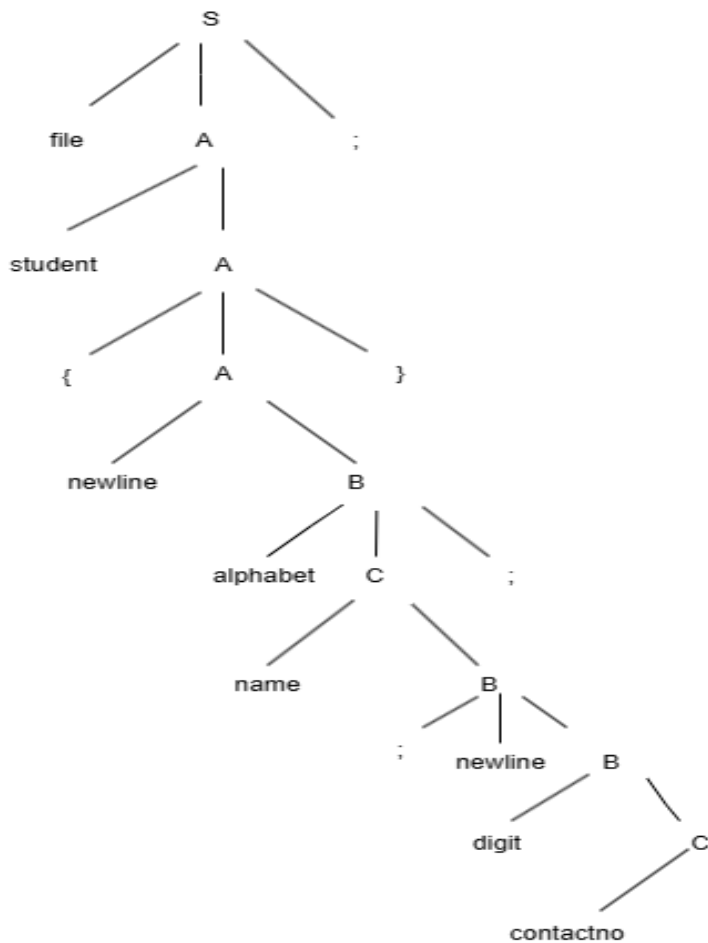 S
file A ;
student A
{ A }
newline B
alphabet C ;
name B
; newline B
digit C
contactno